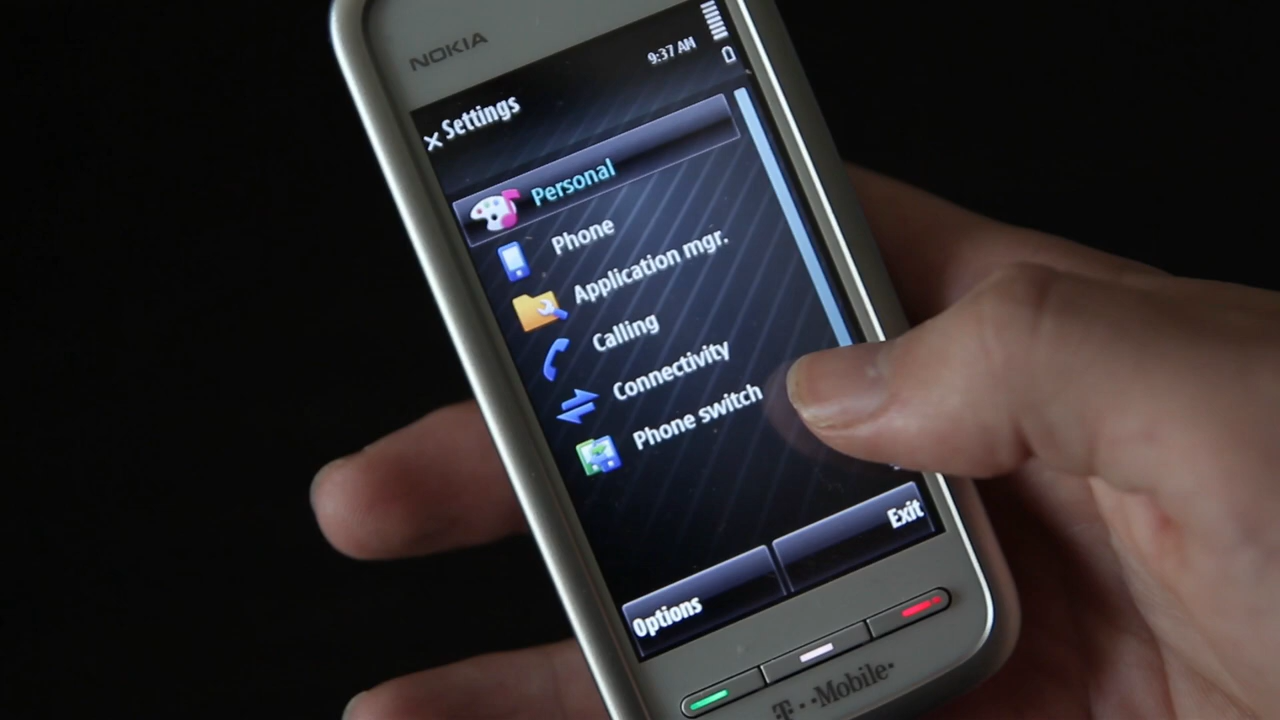 NOKIA
9:37 AM
Settings
Personal
Phone
Application mgr.
Calling
Connectivity
Phone switch
Options
Exit
T··Mobile·